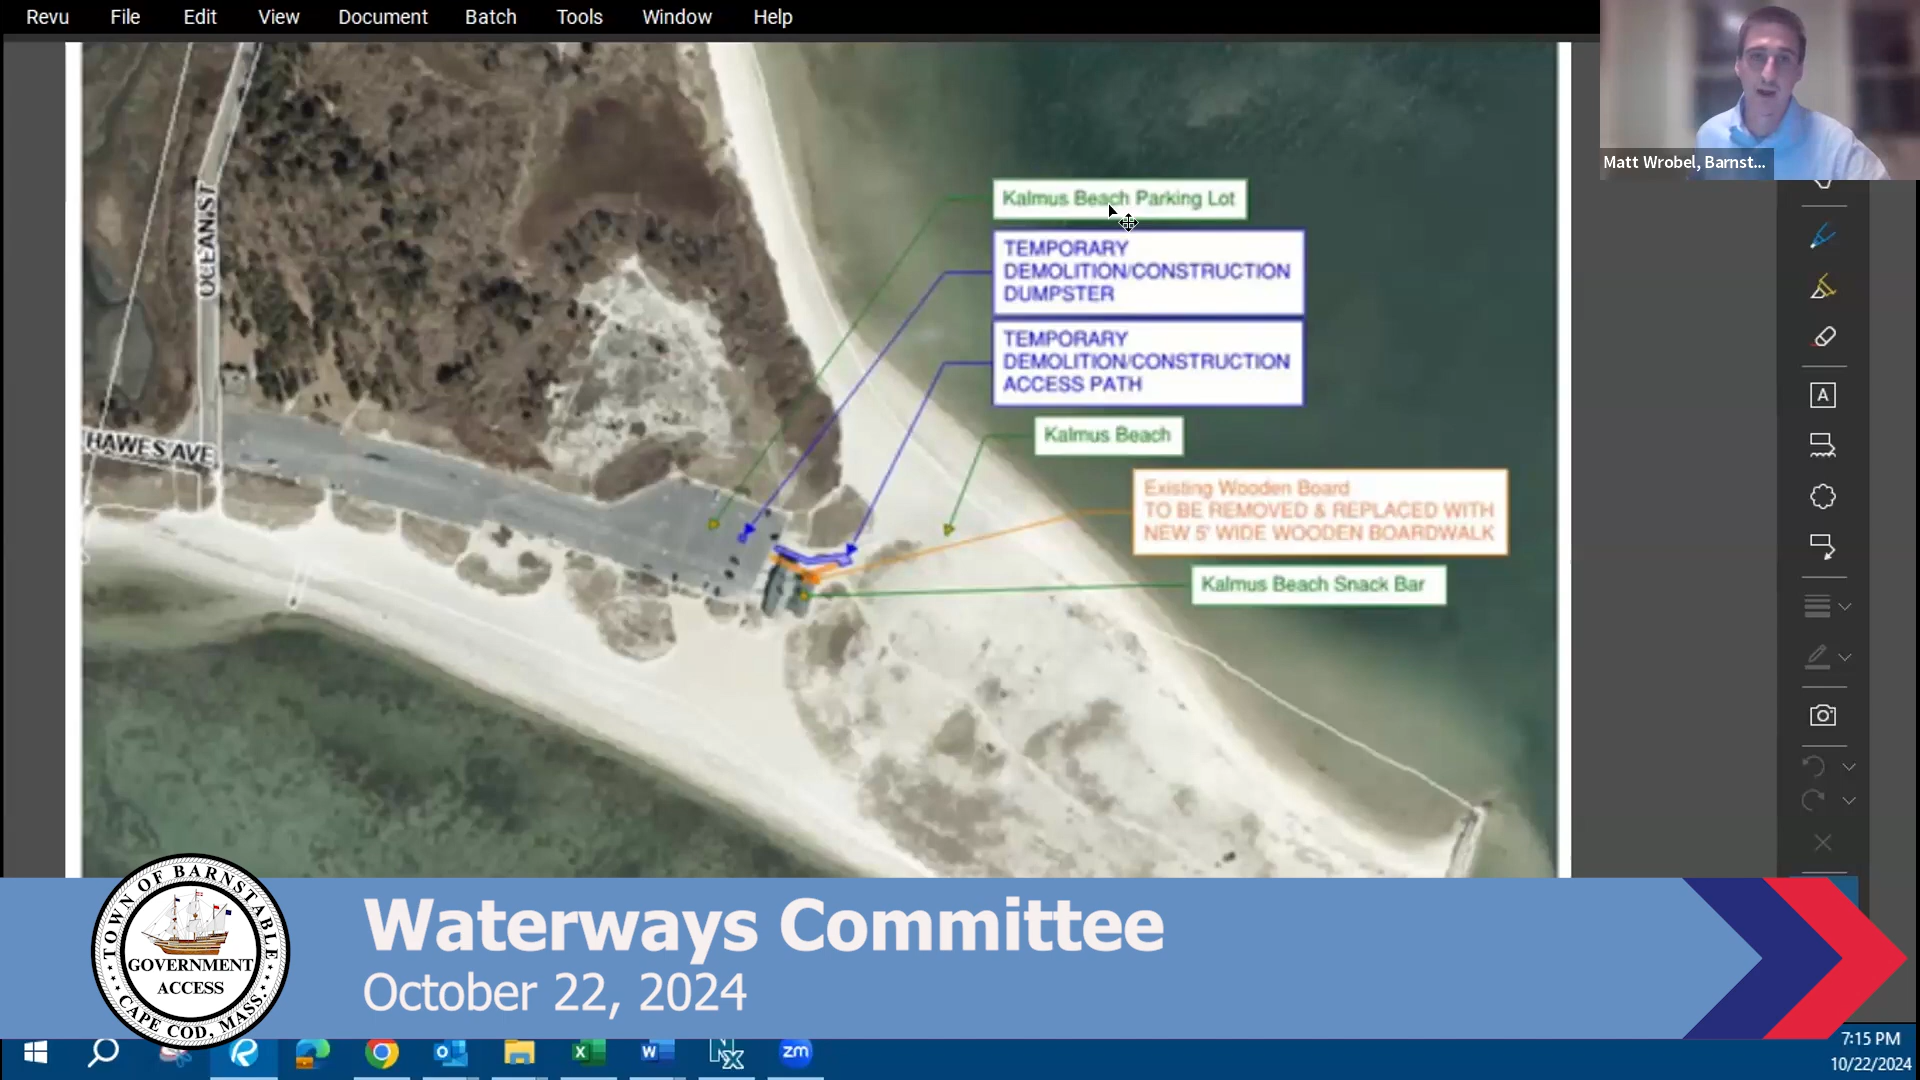 Revu File Edit View Document Batch Tools Window Help
Matt Wrobel, Barnst...
OCEAN ST
HAWES AVE
Kalmus Beach Parking Lot
TEMPORARY
DEMOLITION/CONSTRUCTION
DUMPSTER
TEMPORARY
DEMOLITION/CONSTRUCTION
ACCESS PATH
Kalmus Beach
Existing Wooden Board
TO BE REMOVED & REPLACED WITH
NEW 5' WIDE WOODEN BOARDWALK
Kalmus Beach Snack Bar
A
TOWN OF BARNSTABLE
GOVERNMENT
ACCESS
CAPE COD, MASS.
Waterways Committee
October 22, 2024
zm
7:15 PM
10/22/2024